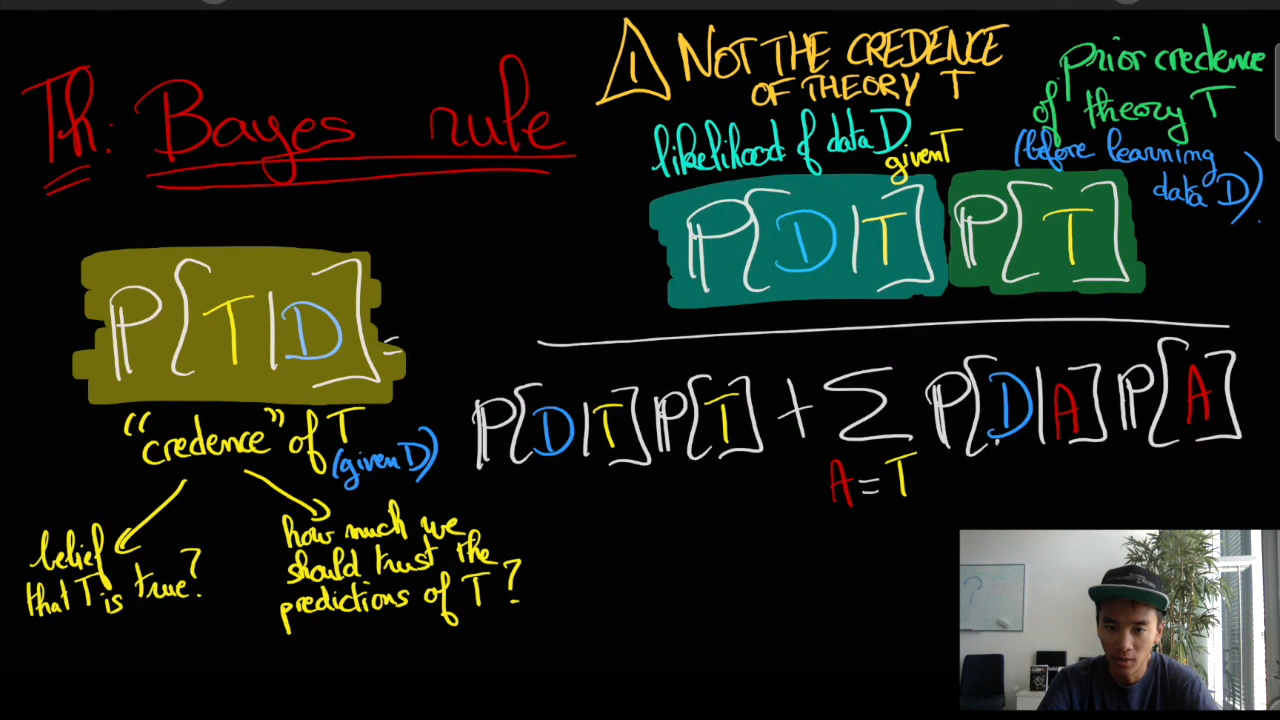 Th: Bayes rule
! NOT THE CREDENCE
OF THEORY T
prior credence
of theory T
(before learning
data D)
likelihood of data D
given T
P[D|T] P[T]
P[T|D] =
P[D|T]P[T] + Σ P[D|A] P[A]
A=T
"credence" of T
(given D)
belief
that T is true?
how much we
should trust the
predictions of T?